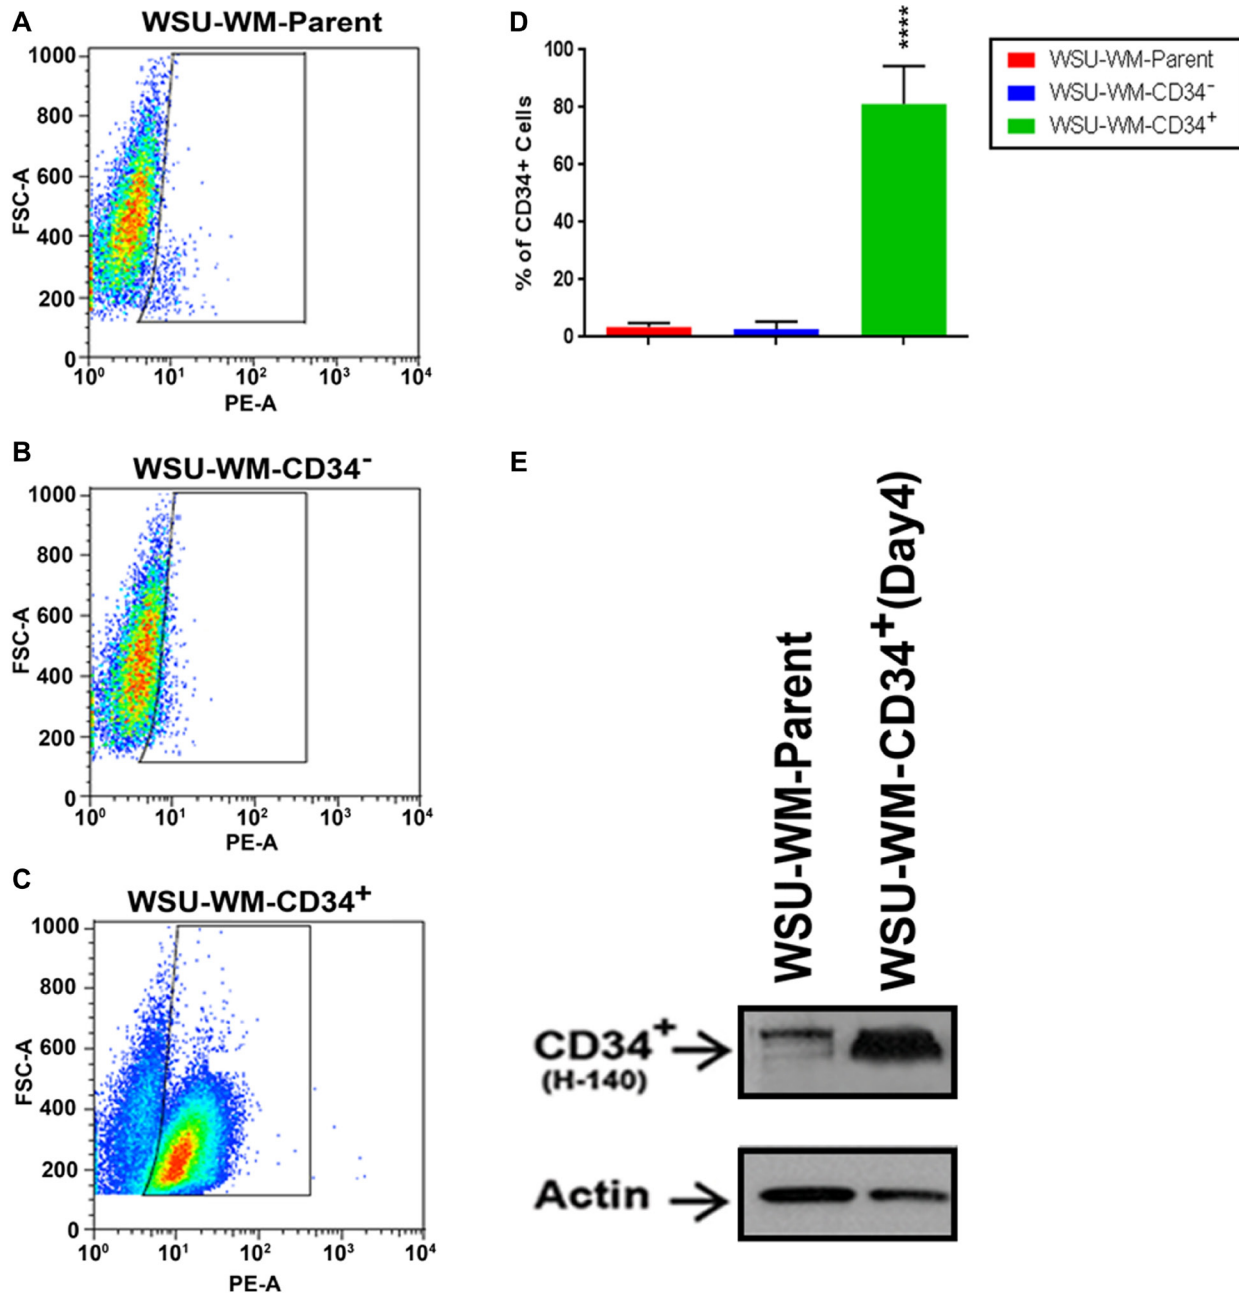 A
WSU-WM-Parent
1000
800
600
400
200
0
FSC-A
10⁰ 10¹ 10² 10³ 10⁴
PE-A
B
WSU-WM-CD34⁻
1000
800
600
400
200
0
FSC-A
10⁰ 10¹ 10² 10³ 10⁴
PE-A
C
WSU-WM-CD34⁺
1000
800
600
400
200
0
FSC-A
10⁰ 10¹ 10² 10³ 10⁴
PE-A
D
100
80
60
40
20
0
% of CD34+ Cells
****
WSU-WM-Parent
WSU-WM-CD34⁻
WSU-WM-CD34⁺
E
WSU-WM-Parent
WSU-WM-CD34⁺(Day4)
CD34⁺
(H-140)
Actin